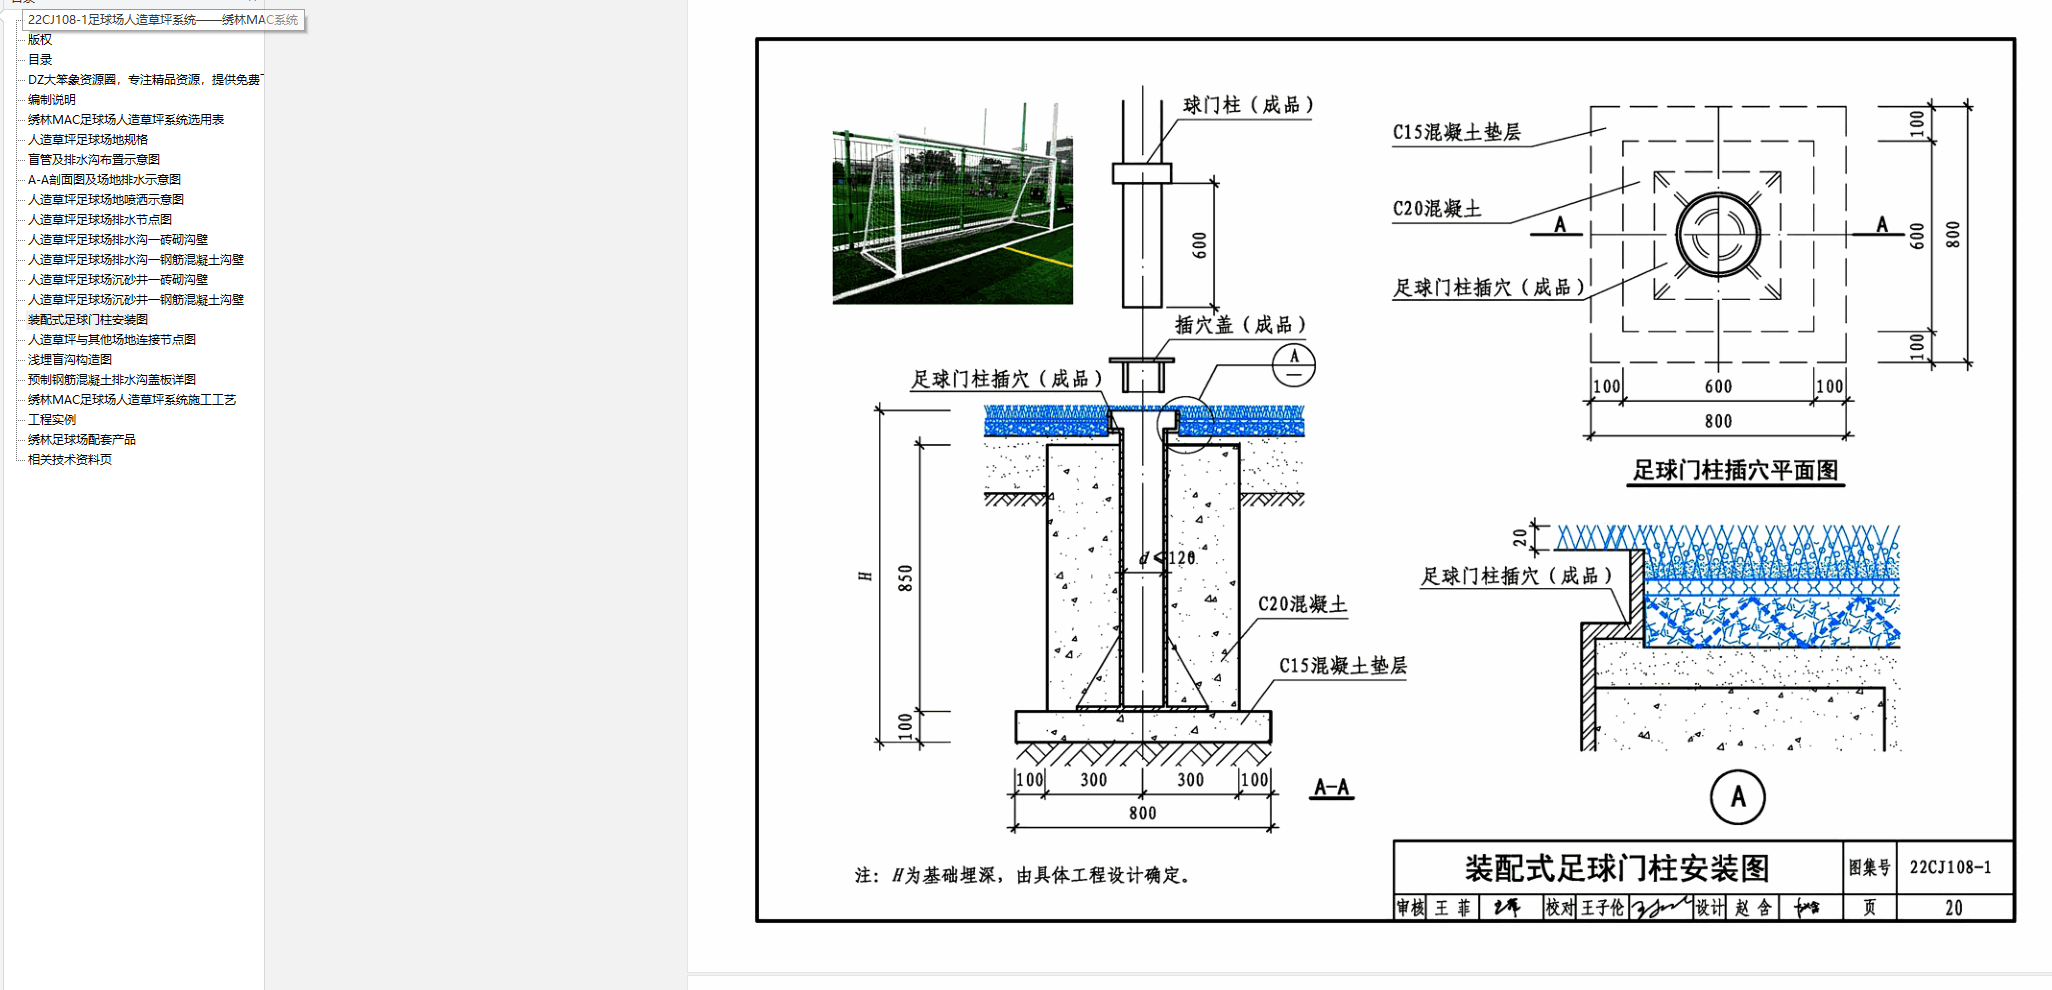 22CJ108-1足球场人造草坪系统——绣林MAC系统
版权
目录
DZ大笨象资源圈，专注精品资源，提供免费
编制说明
绣林MAC足球场人造草坪系统选用表
人造草坪足球场地规格
盲管及排水沟布置示意图
A-A剖面图及场地排水示意图
人造草坪足球场地喷洒示意图
人造草坪足球场排水节点图
人造草坪足球场排水沟—砖砌沟壁
人造草坪足球场排水沟—钢筋混凝土沟壁
人造草坪足球场沉砂井—砖砌沟壁
人造草坪足球场沉砂井—钢筋混凝土沟壁
装配式足球门柱安装图
人造草坪与其他场地连接节点图
浅埋盲沟构造图
预制钢筋混凝土排水沟盖板详图
绣林MAC足球场人造草坪系统施工工艺
工程实例
绣林足球场配套产品
相关技术资料页
球门柱（成品）
600
插穴盖（成品）
A
足球门柱插穴（成品）
H
850
100
d≤120
C20混凝土
C15混凝土垫层
100 300 300 100
800
A-A
注：H为基础埋深，由具体工程设计确定。
C15混凝土垫层
C20混凝土
足球门柱插穴（成品）
A A
100
600
100
800
100 600 100
800
足球门柱插穴平面图
20
足球门柱插穴（成品）
A
装配式足球门柱安装图 图集号 22CJ108-1
审核 王菲 校对 王子伦 设计 赵含 页 20